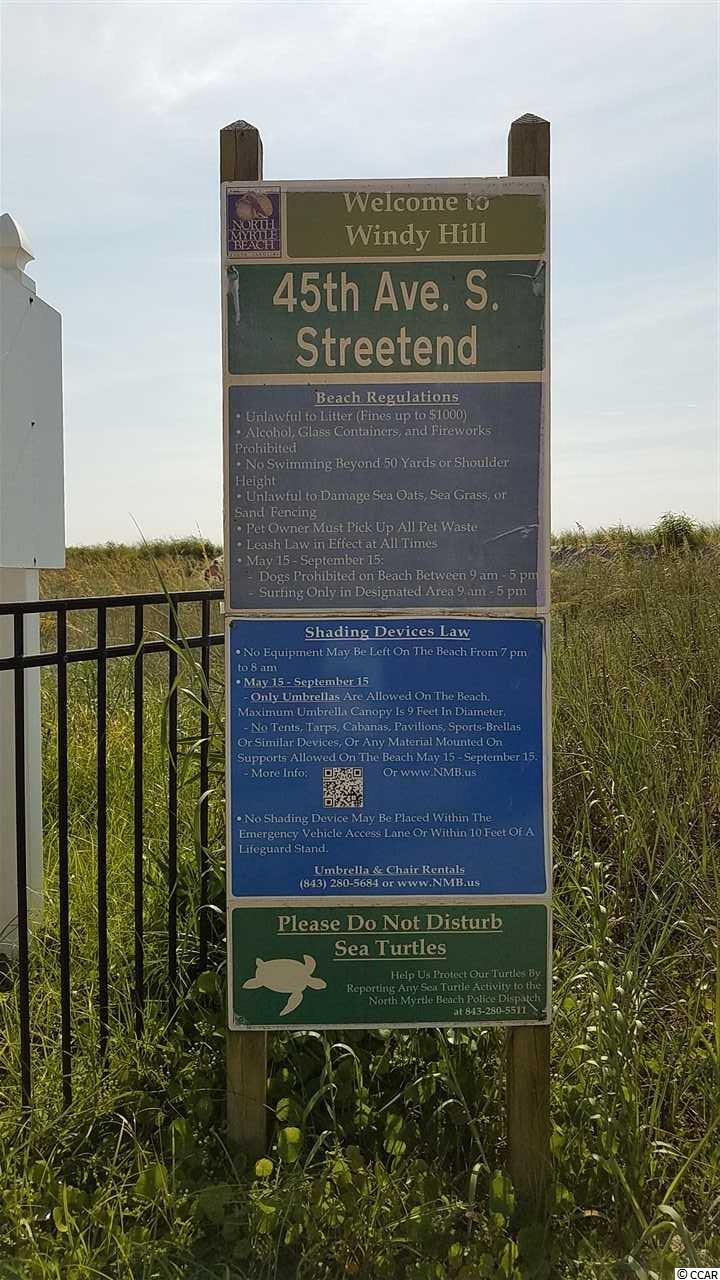 NORTH
MYRTLE
BEACH
Welcome to
Windy Hill
45th Ave. S.
Streetend
Beach Regulations
• Unlawful to Litter (Fines up to $1000)
• Alcohol, Glass Containers, and Fireworks
Prohibited
• No Swimming Beyond 50 Yards or Shoulder
Height
• Unlawful to Damage Sea Oats, Sea Grass, or
Sand Fencing
• Pet Owner Must Pick Up All Pet Waste
• Leash Law in Effect at All Times
• May 15 - September 15:
- Dogs Prohibited on Beach Between 9 am - 5 pm
- Surfing Only in Designated Area 9 am - 5 pm
Shading Devices Law
• No Equipment May Be Left On The Beach From 7 pm
to 8 am
• May 15 - September 15
- Only Umbrellas Are Allowed On The Beach.
Maximum Umbrella Canopy Is 9 Feet In Diameter.
- No Tents, Tarps, Cabanas, Pavilions, Sports-Brellas
Or Similar Devices, Or Any Material Mounted On
Supports Allowed On The Beach May 15 - September 15.
- More Info: Or www.NMB.us
• No Shading Device May Be Placed Within The
Emergency Vehicle Access Lane Or Within 10 Feet Of A
Lifeguard Stand.
Umbrella & Chair Rentals
(843) 280-5684 or www.NMB.us
Please Do Not Disturb
Sea Turtles
Help Us Protect Our Turtles By
Reporting Any Sea Turtle Activity to the
North Myrtle Beach Police Dispatch
at 843-280-5511
© CCAR